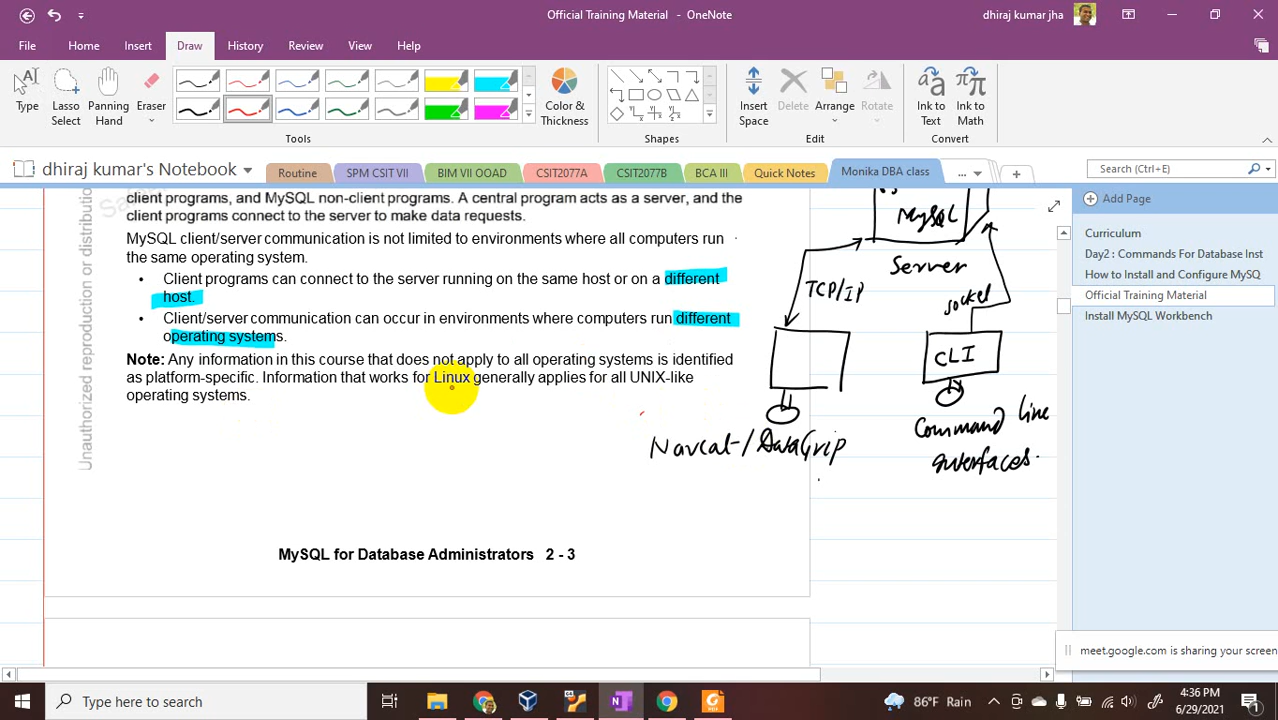 Official Training Material - OneNote
dhiraj kumar jha
File Home Insert Draw History Review View Help
Type
Lasso Select
Panning Hand
Eraser
Color & Thickness
Insert Space
Delete
Arrange
Rotate
Ink to Text
Ink to Math
Tools
Shapes
Edit
Convert
dhiraj kumar's Notebook
Routine
SPM CSIT VII
BIM VII OOAD
CSIT2077A
CSIT2077B
BCA III
Quick Notes
Monika DBA class
...
Search (Ctrl+E)
Unauthorized reproduction or distributio
client programs, and MySQL non-client programs. A central program acts as a server, and the
client programs connect to the server to make data requests.
MySQL client/server communication is not limited to environments where all computers run
the same operating system.
• Client programs can connect to the server running on the same host or on a different
host.
• Client/server communication can occur in environments where computers run different
operating systems.
Note: Any information in this course that does not apply to all operating systems is identified
as platform-specific. Information that works for Linux generally applies for all UNIX-like
operating systems.
MySQL for Database Administrators 2 - 3
MySQL
Server
TCP/IP
socket
CLI
Navcat-/DataGrip
Command line
interfaces.
Add Page
Curriculum
Day2 : Commands For Database Inst
How to Install and Configure MySQ
Official Training Material
Install MySQL Workbench
meet.google.com is sharing your screen
Type here to search
86°F
4:36 PM
6/29/2021